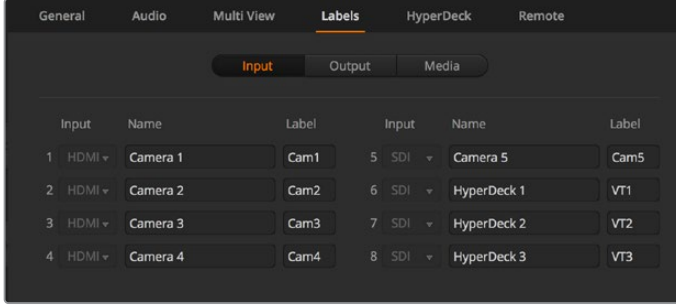 General Audio Multi View Labels HyperDeck Remote
Input Output Media
Input Name Label Input Name Label
1 HDMI Camera 1 Cam1 5 SDI Camera 5 Cam5
2 HDMI Camera 2 Cam2 6 SDI HyperDeck 1 VT1
3 HDMI Camera 3 Cam3 7 SDI HyperDeck 2 VT2
4 HDMI Camera 4 Cam4 8 SDI HyperDeck 3 VT3